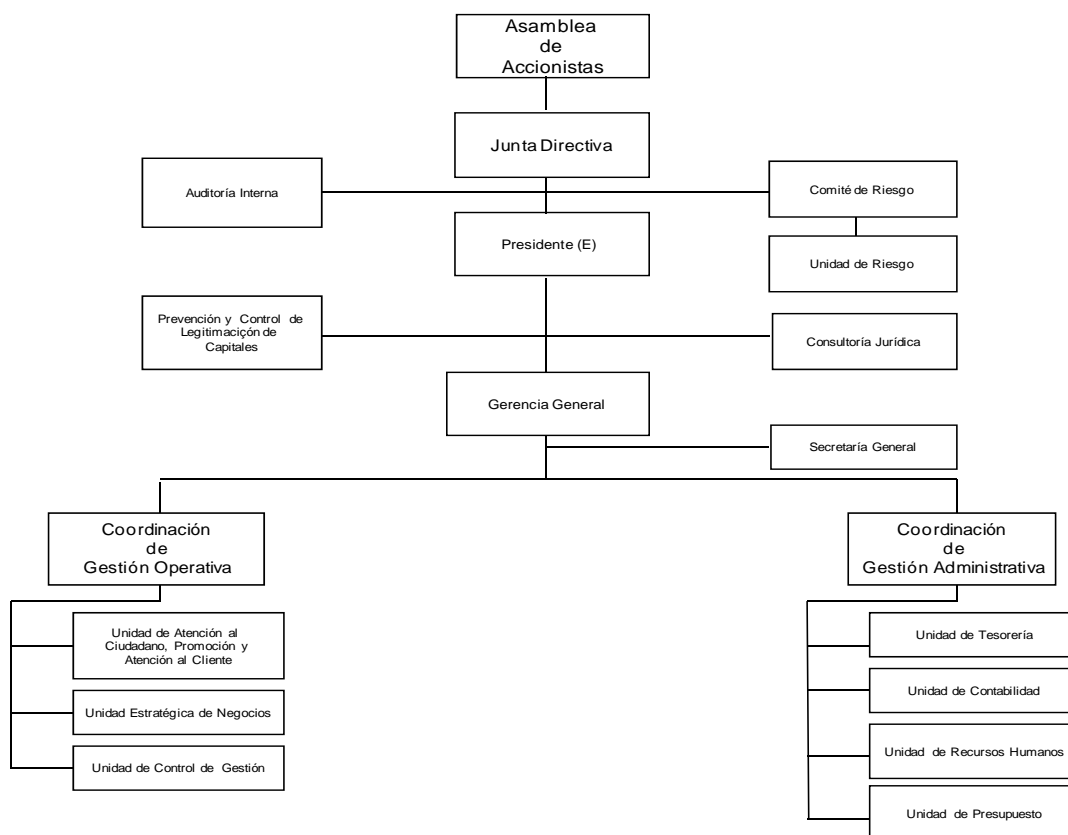 Asamblea
de
Accionistas
Junta Directiva
Auditoría Interna
Comité de Riesgo
Presidente (E)
Unidad de Riesgo
Prevención y Control de
Legitimaciçón de
Capitales
Consultoría Jurídica
Gerencia General
Secretaría General
Coordinación
de
Gestión Operativa
Coordinación
de
Gestión Administrativa
Unidad de Atención al
Ciudadano, Promoción y
Atención al Cliente
Unidad Estratégica de Negocios
Unidad de Control de Gestión
Unidad de Tesorería
Unidad de Contabilidad
Unidad de Recursos Humanos
Unidad de Presupuesto